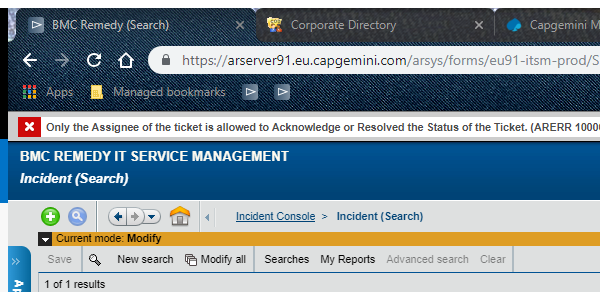 BMC Remedy (Search)
Corporate Directory
Capgemini M
https://arserver91.eu.capgemini.com/arsys/forms/eu91-itsm-prod/S
Apps
Managed bookmarks
Only the Assignee of the ticket is allowed to Acknowledge or Resolved the Status of the Ticket. (ARERR 1000
BMC REMEDY IT SERVICE MANAGEMENT
Incident (Search)
Incident Console > Incident (Search)
Current mode: Modify
Save New search Modify all Searches My Reports Advanced search Clear
1 of 1 results